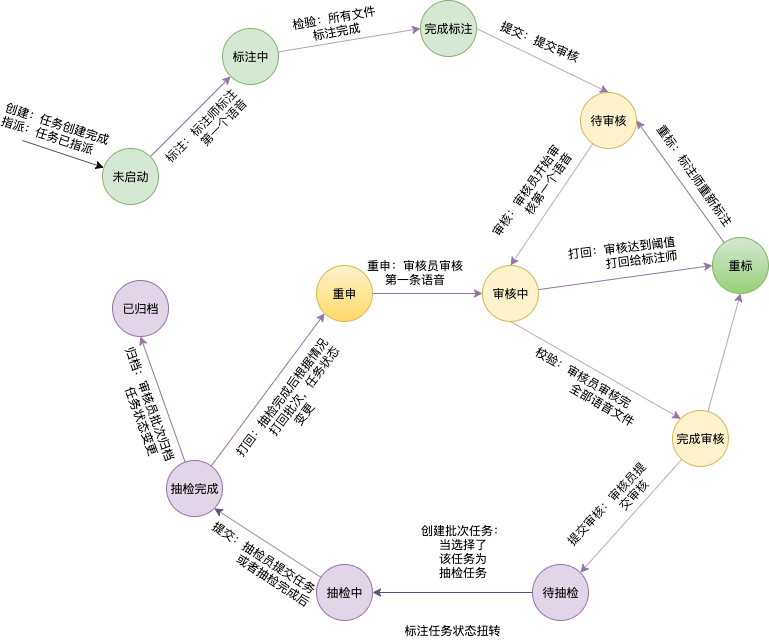 检验：所有文件
标注完成
完成标注
提交：提交审核
标注中
创建：任务创建完成
指派：任务已指派
标注：标注师标注
第一个语音
未启动
待审核
审核：审核员开始审
核第一个语音
重标：标注师重新标注
打回：审核达到阈值
打回给标注师
重标
重申：审核员审核
第一条语音
重申
审核中
已归档
校验：审核员审核完
全部语音文件
归档：审核员批次归档
任务状态变更
打回：抽检完成后根据情况
打回批次，任务状态
变更
完成审核
抽检完成
提交审核：审核员提
交审核
提交：抽检员提交任务
或者抽检完成后
创建批次任务：
当选择了
该任务为
抽检任务
抽检中
待抽检
标注任务状态扭转